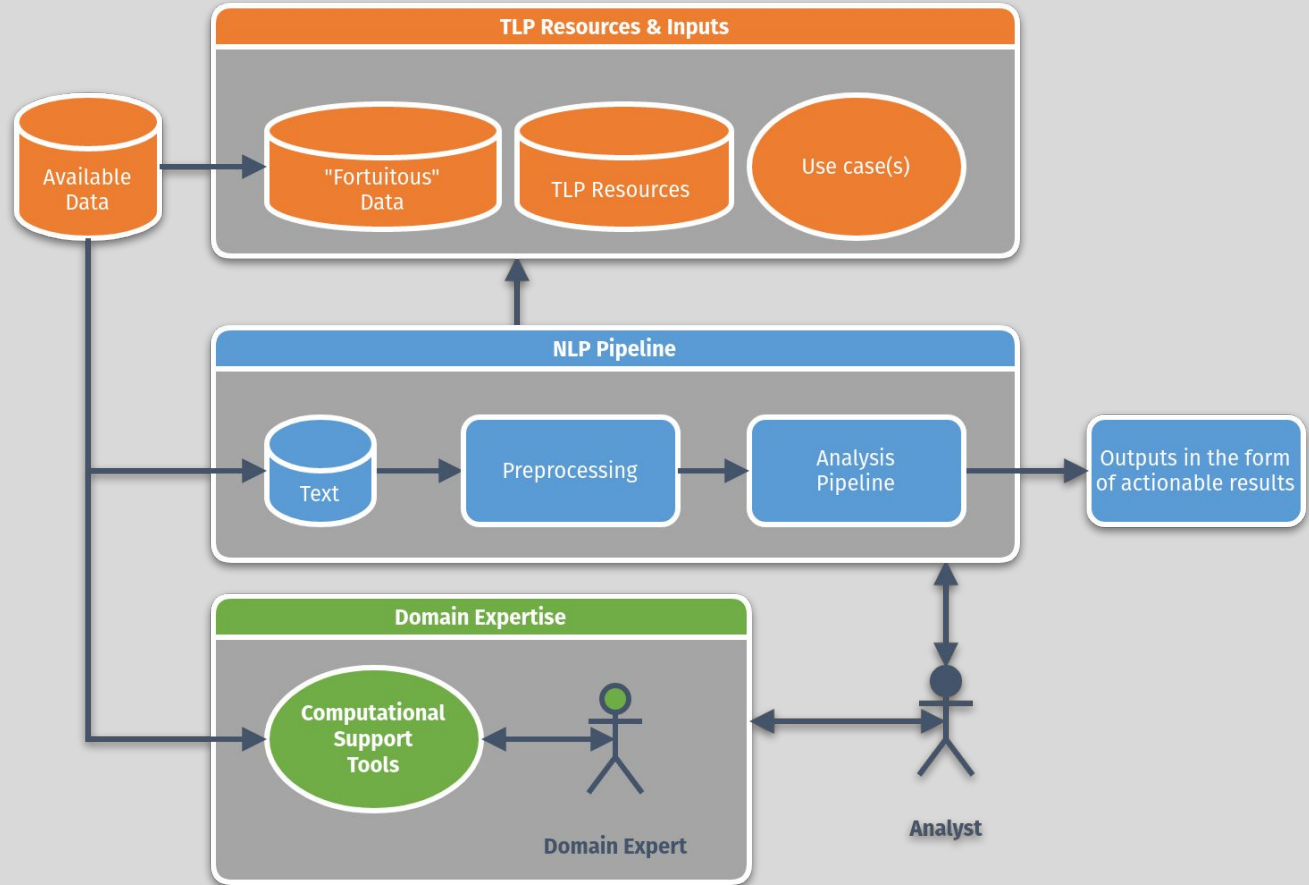 TLP Resources & Inputs
Available
Data
"Fortuitous"
Data
TLP Resources
Use case(s)
NLP Pipeline
Text
Preprocessing
Analysis
Pipeline
Outputs in the form
of actionable results
Domain Expertise
Computational
Support
Tools
Domain Expert
Analyst